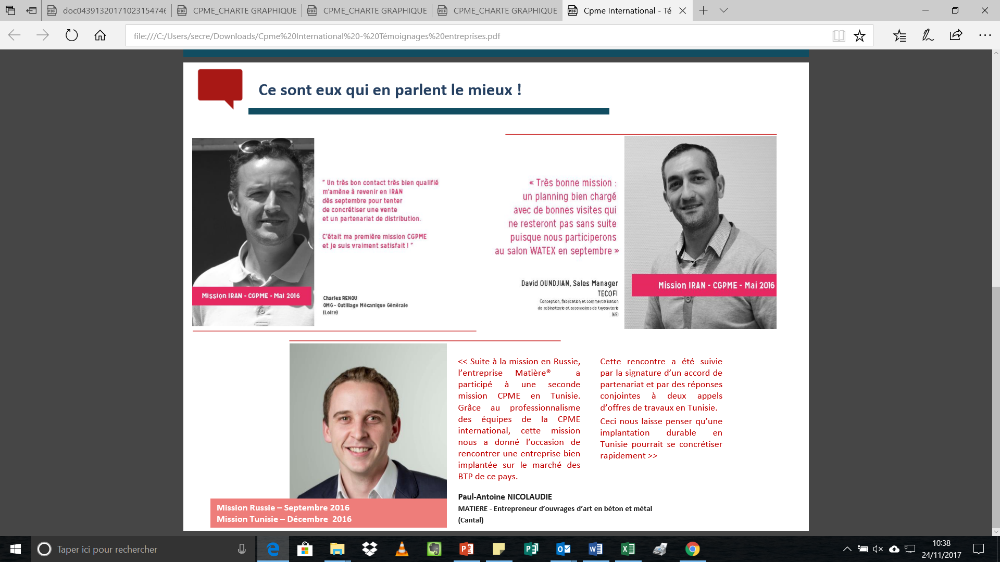 doc04391320171023154746
CPME_CHARTE GRAPHIQUE
CPME_CHARTE GRAPHIQUE
CPME_CHARTE GRAPHIQUE
Cpme International - Té
file:///C:/Users/secre/Downloads/Cpme%20International%20-%20Témoignages%20entreprises.pdf
Ce sont eux qui en parlent le mieux !
" Un très bon contact très bien qualifié
m'amène à revenir en IRAN
dès septembre pour tenter
de concrétiser une vente
et un partenariat de distribution.
C'était ma première mission CGPME
et je suis vraiment satisfait ! "
Mission IRAN - CGPME - Mai 2016
Charles RENOU
OMG - Outillage Mécanique Générale
(Loire)
« Très bonne mission :
un planning bien chargé
avec de bonnes visites qui
ne resteront pas sans suite
puisque nous participerons
au salon WATEX en septembre »
David OUNDJIAN, Sales Manager
TECOFI
Conception, fabrication et commercialisation
de robinetterie et accessoires de tuyeauterie
(69)
Mission IRAN - CGPME - Mai 2016
<< Suite à la mission en Russie,
l'entreprise Matière® a
participé à une seconde
mission CPME en Tunisie.
Grâce au professionnalisme
des équipes de la CPME
international, cette mission
nous a donné l'occasion de
rencontrer une entreprise bien
implantée sur le marché des
BTP de ce pays.
Cette rencontre a été suivie
par la signature d'un accord de
partenariat et par des réponses
conjointes à deux appels
d'offres de travaux en Tunisie.
Ceci nous laisse penser qu'une
implantation durable en
Tunisie pourrait se concrétiser
rapidement >>
Paul-Antoine NICOLAUDIE
MATIERE - Entrepreneur d'ouvrages d'art en béton et métal
(Cantal)
Mission Russie – Septembre 2016
Mission Tunisie – Décembre 2016
Taper ici pour rechercher
10:38
24/11/2017